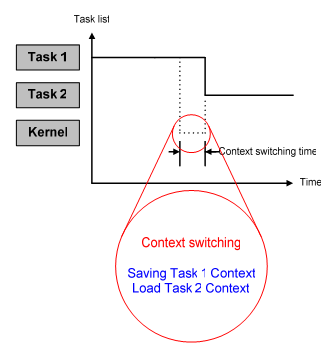 Task list
Task 1
Task 2
Kernel
Context switching time
Time
Context switching
Saving Task 1 Context
Load Task 2 Context